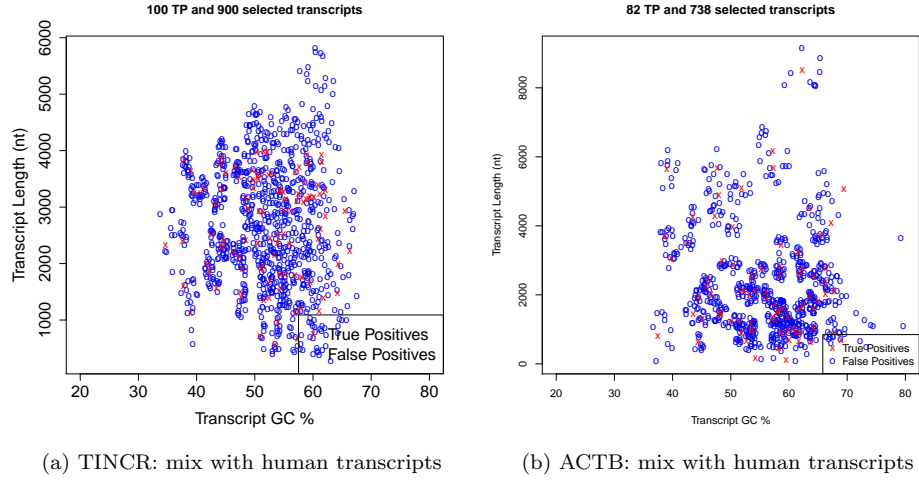 100 TP and 900 selected transcripts
6000
5000
4000
3000
2000
1000
Transcript Length (nt)
20 30 40 50 60 70 80
Transcript GC %
True Positives
False Positives
(a) TINCR: mix with human transcripts
82 TP and 738 selected transcripts
8000
6000
4000
2000
0
Transcript Length (nt)
20 30 40 50 60 70 80
Transcript GC %
x True Positives
o False Positives
(b) ACTB: mix with human transcripts